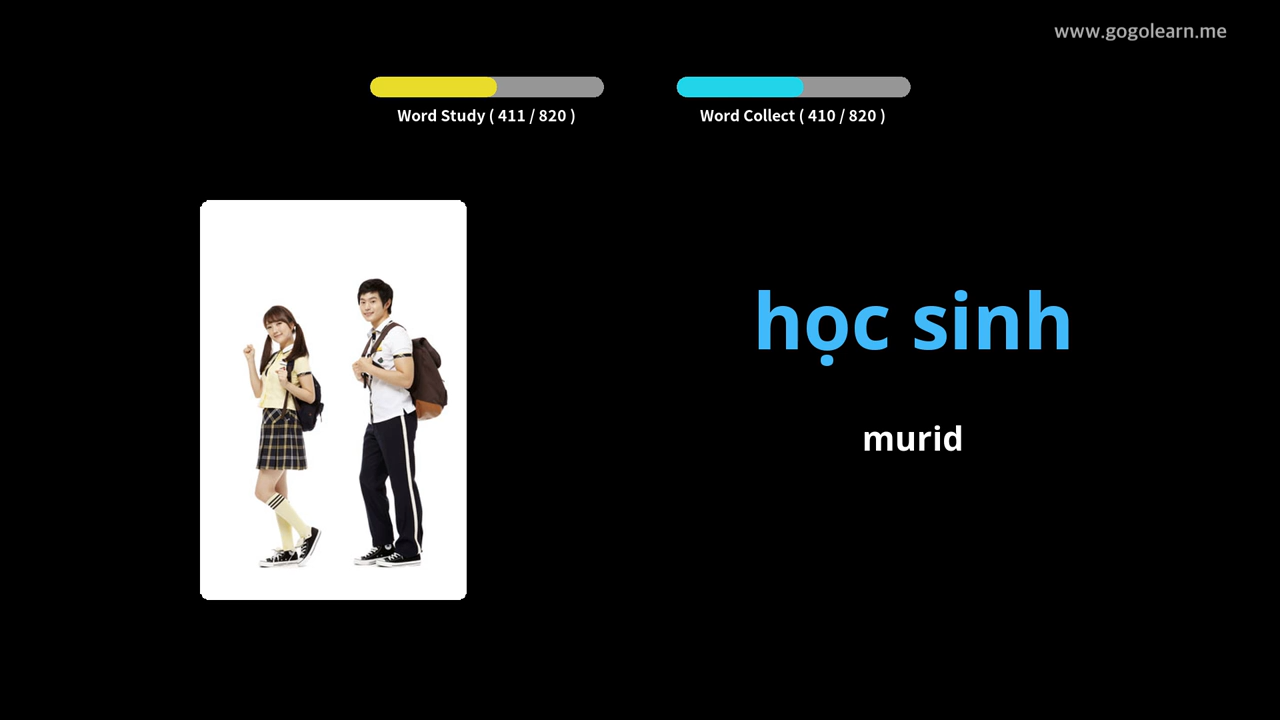 www.gogolearn.me
Word Study ( 411 / 820 )
Word Collect ( 410 / 820 )
học sinh
murid